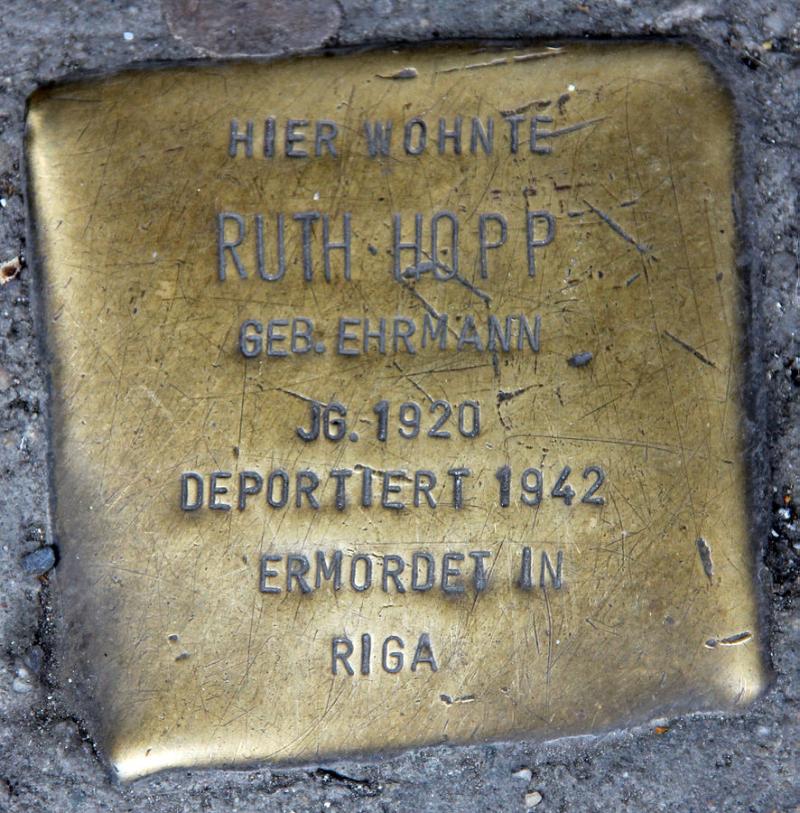 HIER WOHNTE
RUTH HOPP
GEB. EHRMANN
JG. 1920
DEPORTIERT 1942
ERMORDET IN
RIGA